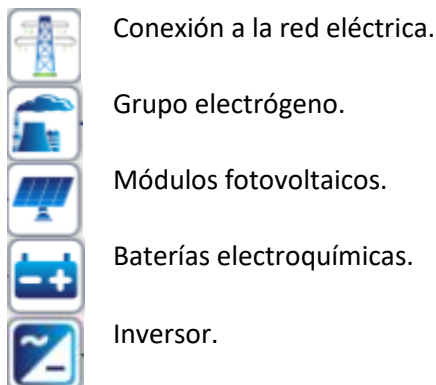 Conexión a la red eléctrica.
Grupo electrógeno.
Módulos fotovoltaicos.
Baterías electroquímicas.
Inversor.